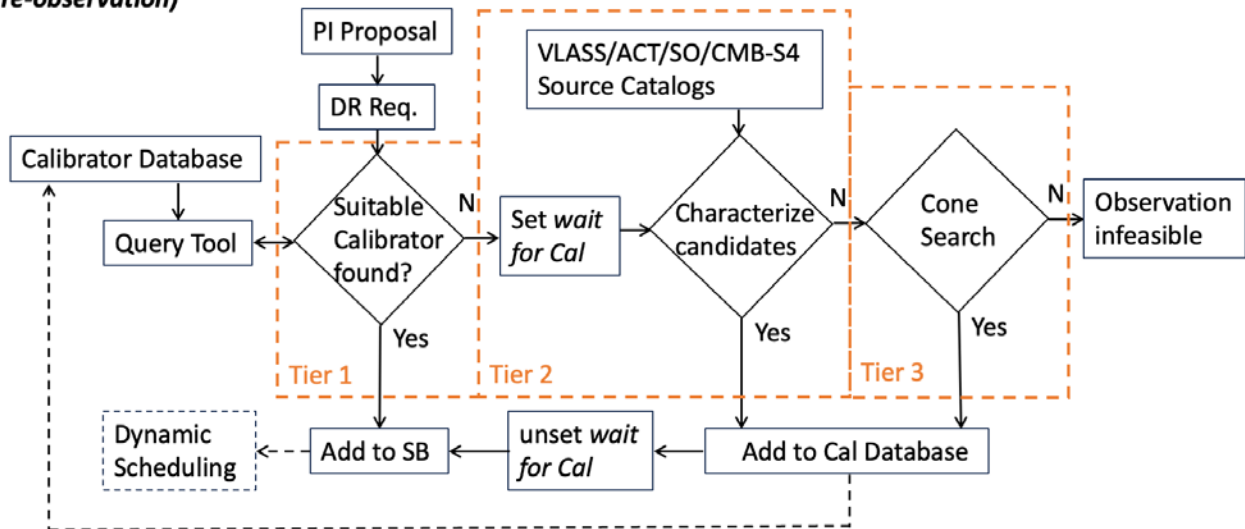 re-observation)
PI Proposal
DR Req.
VLASS/ACT/SO/CMB-S4
Source Catalogs
Calibrator Database
Query Tool
Suitable
Calibrator
found?
N
Yes
Tier 1
Set wait
for Cal
Characterize
candidates
N
Yes
Tier 2
Cone
Search
N
Yes
Tier 3
Observation
infeasible
Dynamic
Scheduling
Add to SB
unset wait
for Cal
Add to Cal Database